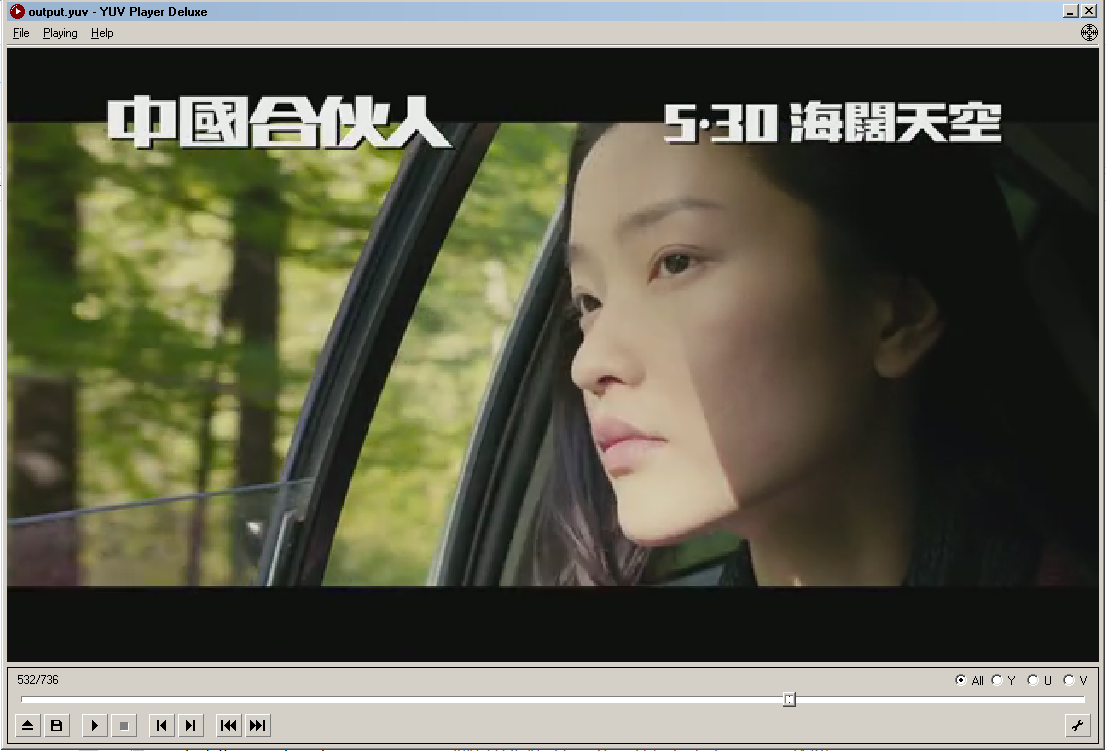 output.yuv - YUV Player Deluxe
File Playing Help
中國合伙人 5·30 海闊天空
532/736 All Y U V